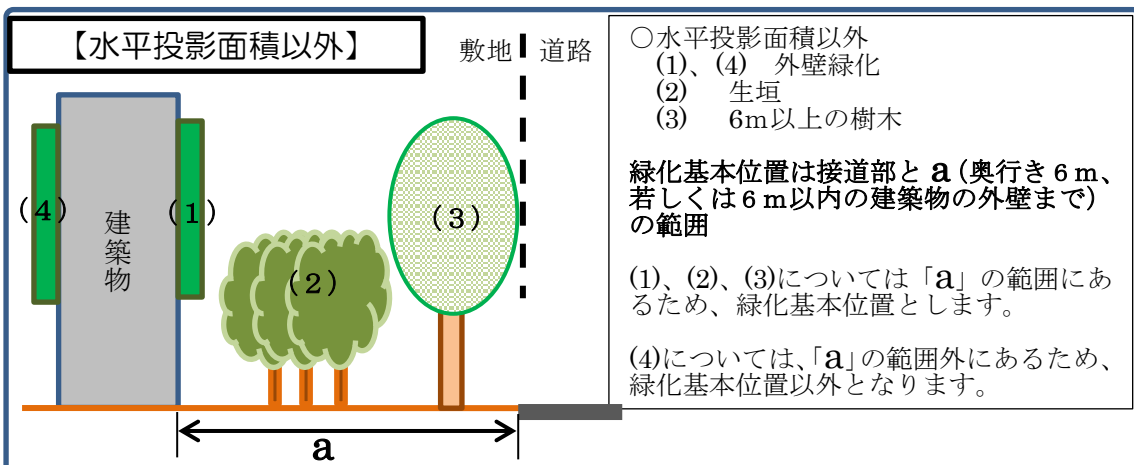 【水平投影面積以外】
敷地
道路
(4)
建築物
(1)
(2)
(3)
a
○水平投影面積以外
(1)、(4) 外壁緑化
(2) 生垣
(3) 6m以上の樹木
緑化基本位置は接道部と a（奥行き６ｍ、
若しくは６ｍ以内の建築物の外壁まで）
の範囲
(1)、(2)、(3)については「a」の範囲にあ
るため、緑化基本位置とします。
(4)については、「a」の範囲外にあるため、
緑化基本位置以外となります。